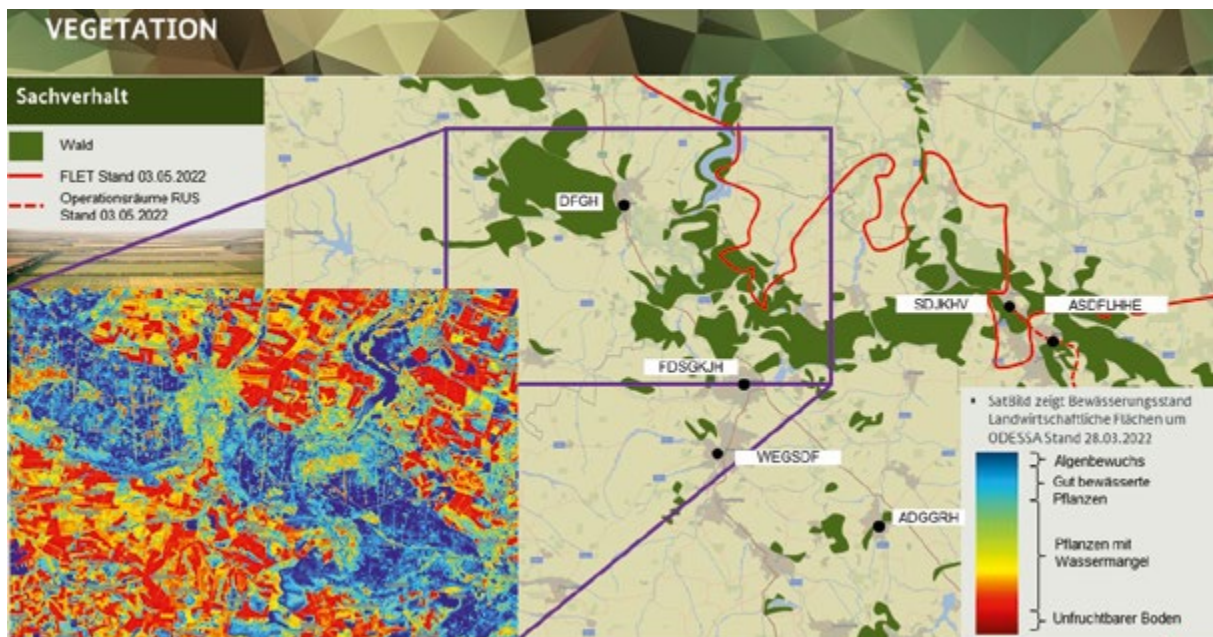 VEGETATION
Sachverhalt
Wald
FLET Stand 03.05.2022
Operationsräume RUS
Stand 03.05.2022
DFGH
SDJKHV
ASDFLHHE
FDSGKJH
WEGSDF
ADGGRH
SatBild zeigt Bewässerungsstand
Landwirtschaftliche Flächen um
ODESSA Stand 28.03.2022
Algenbewuchs
Gut bewässerte
Pflanzen
Pflanzen mit
Wassermangel
Unfruchtbarer Boden